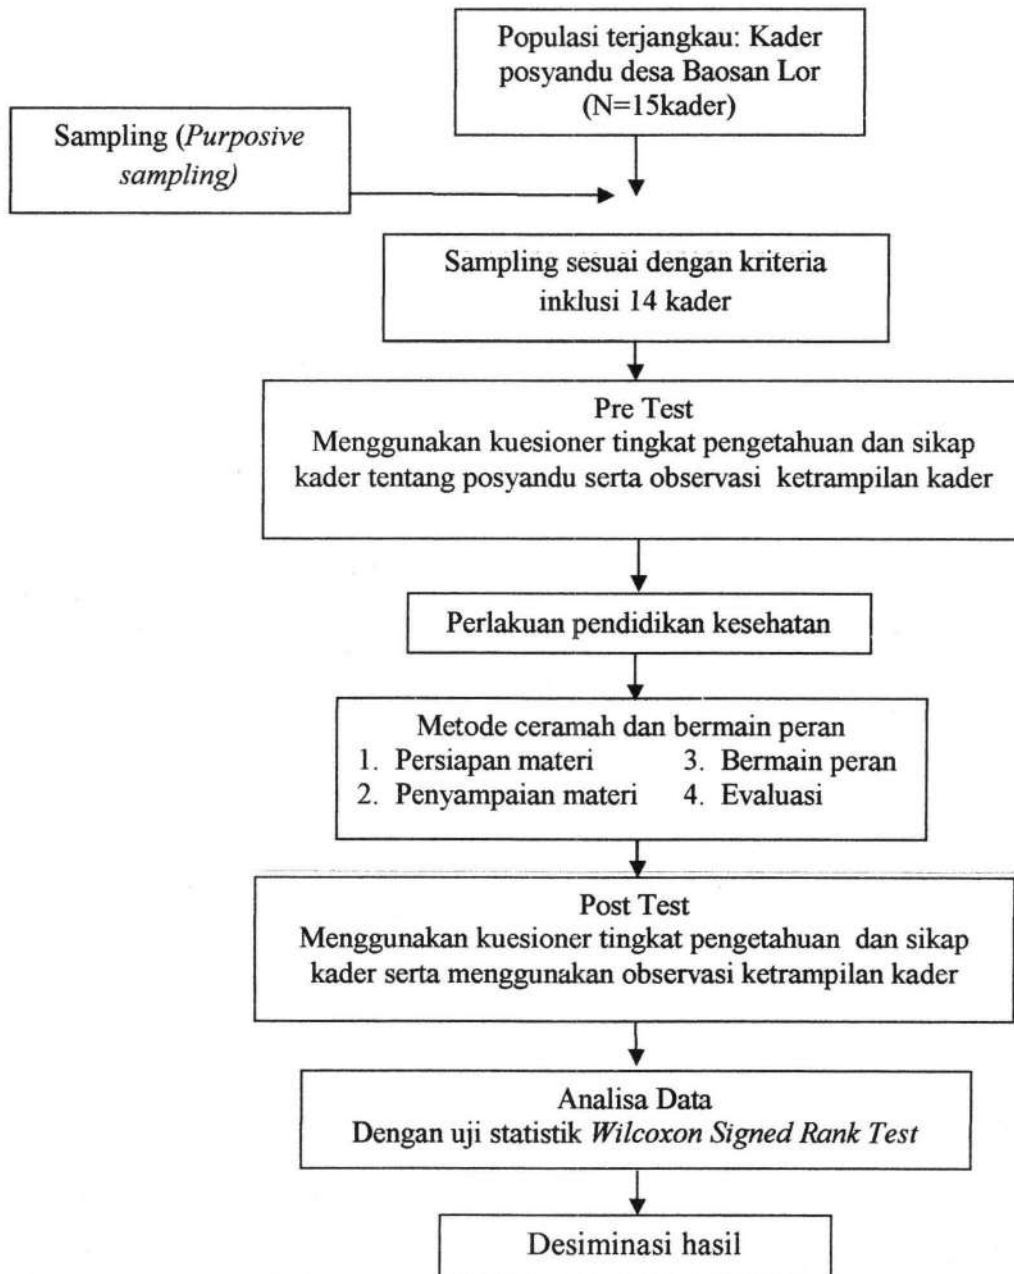 Populasi terjangkau: Kader
posyandu desa Baosan Lor
(N=15kader)
Sampling (Purposive
sampling)
Sampling sesuai dengan kriteria
inklusi 14 kader
Pre Test
Menggunakan kuesioner tingkat pengetahuan dan sikap
kader tentang posyandu serta observasi ketrampilan kader
Perlakuan pendidikan kesehatan
Metode ceramah dan bermain peran
1. Persiapan materi 3. Bermain peran
2. Penyampaian materi 4. Evaluasi
Post Test
Menggunakan kuesioner tingkat pengetahuan dan sikap
kader serta menggunakan observasi ketrampilan kader
Analisa Data
Dengan uji statistik Wilcoxon Signed Rank Test
Desiminasi hasil